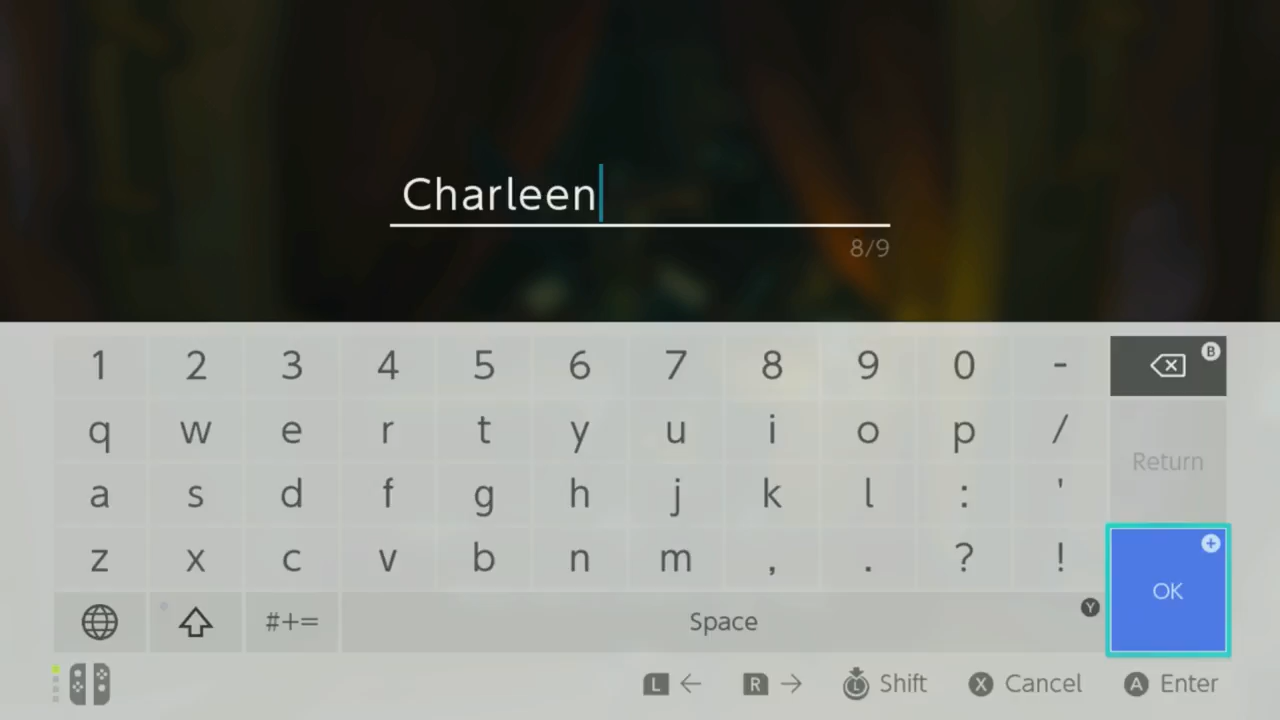 Charleen
8/9
1 2 3 4 5 6 7 8 9 0 - B
q w e r t y u i o p / Return
a s d f g h j k l : '
z x c v b n m , . ? ! + OK
#+= Space Y
L ← R → L Shift X Cancel A Enter